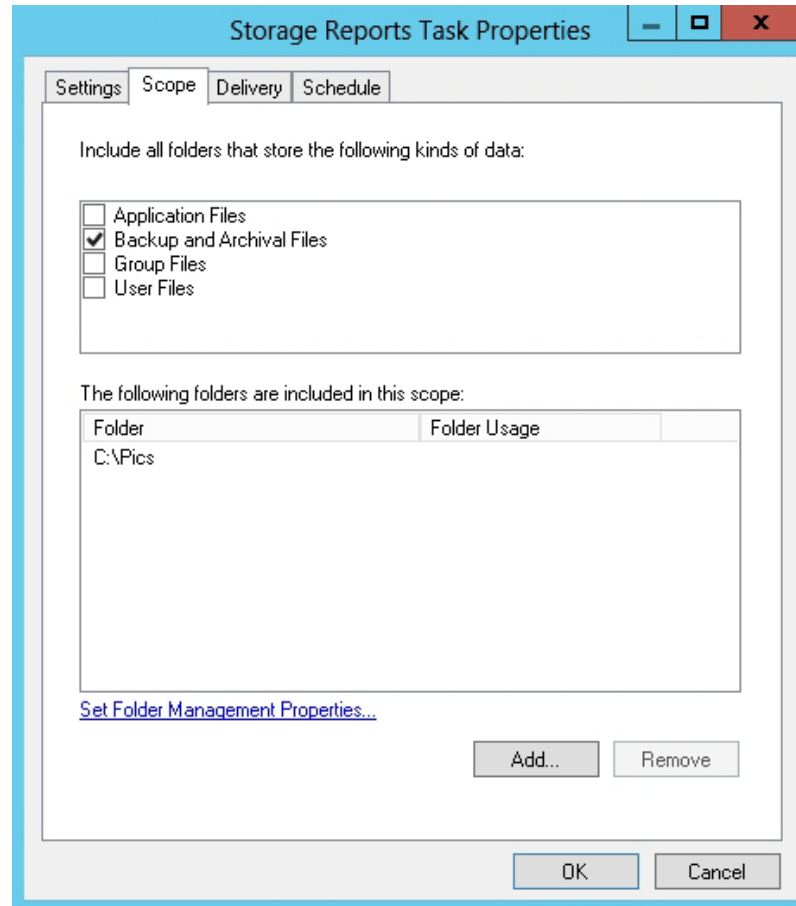 Storage Reports Task Properties
Settings Scope Delivery Schedule
Include all folders that store the following kinds of data:
Application Files
Backup and Archival Files
Group Files
User Files
The following folders are included in this scope:
Folder Folder Usage
C:\Pics
Set Folder Management Properties...
Add... Remove
OK Cancel